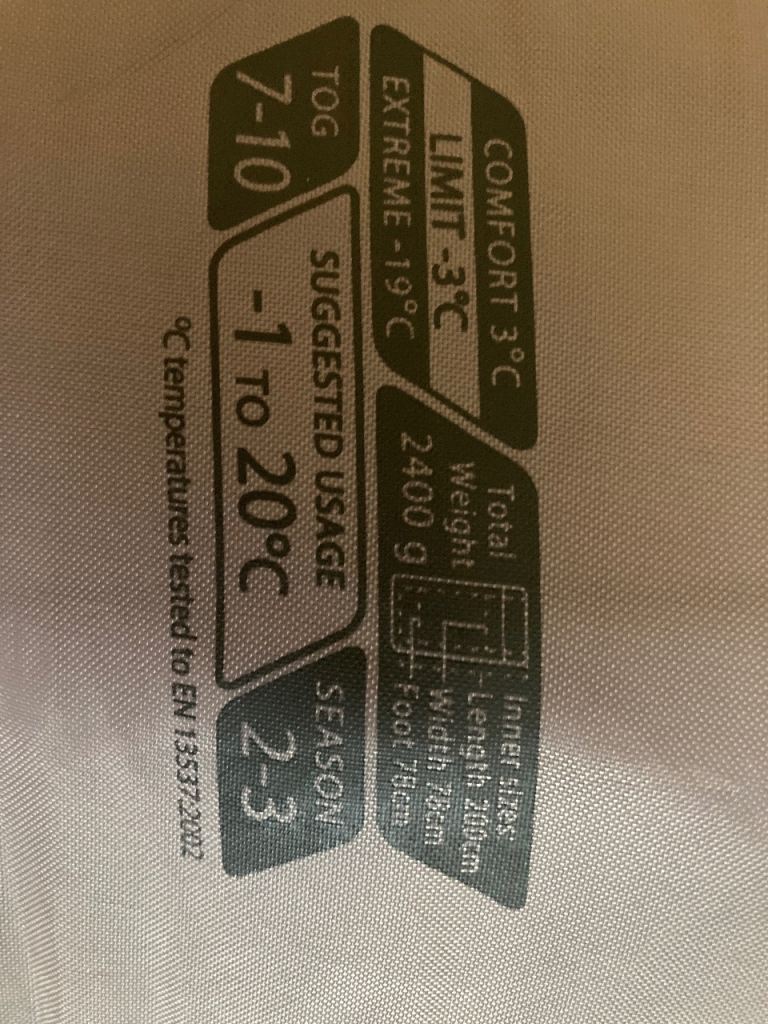 COMFORT 3°C
LIMIT -3°C
EXTREME -19°C
Total
Weight
2400 g
Inner sizes
Length 200cm
Width 78cm
Foot 78cm
TOG
7-10
SUGGESTED USAGE
-1 TO 20°C
SEASON
2-3
°C temperatures tested to EN 13537:2002